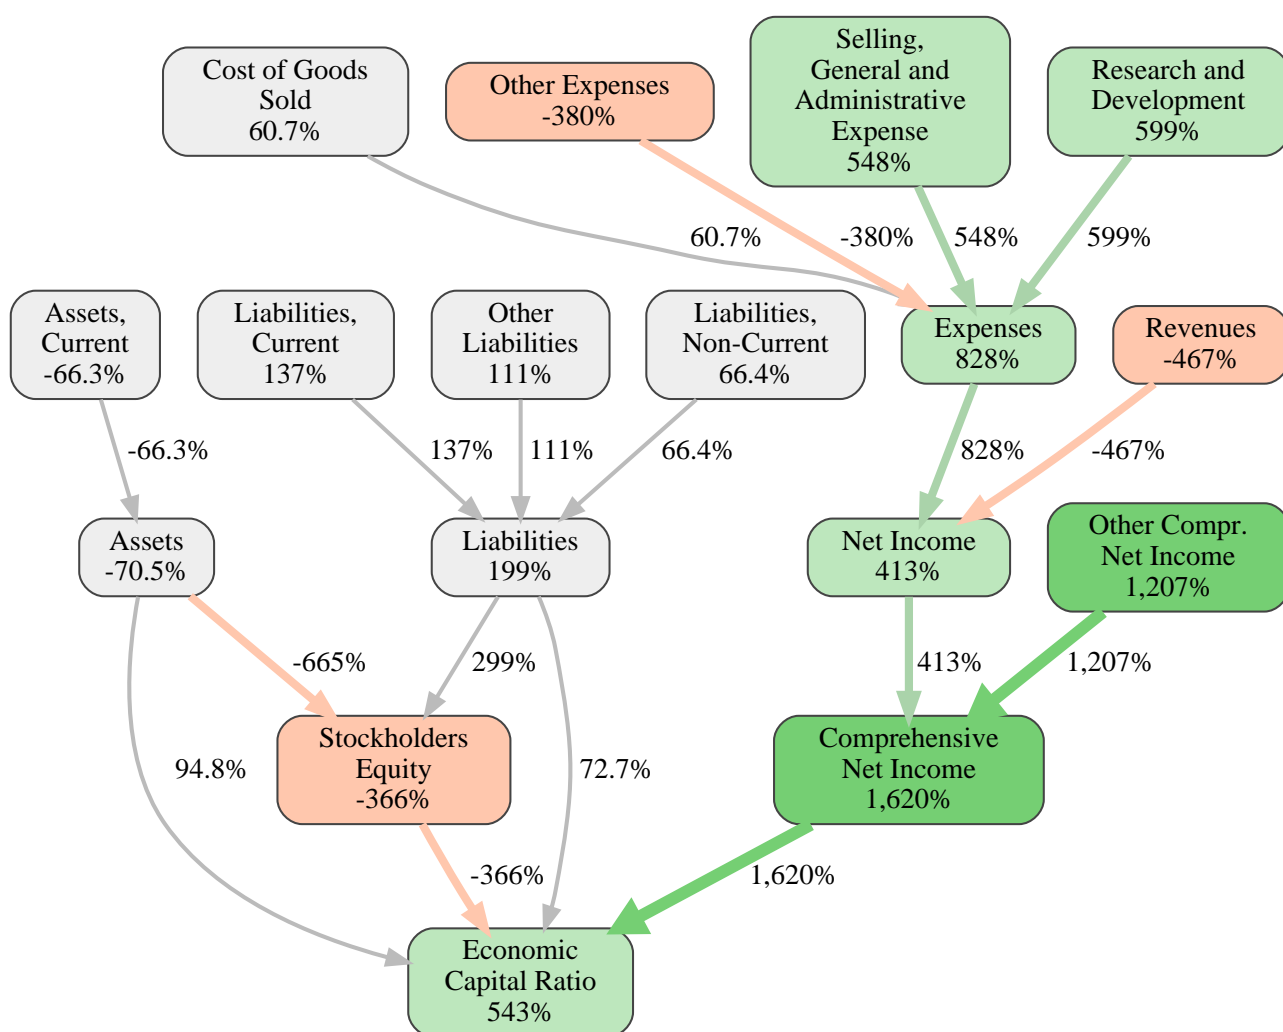 Cost of Goods
Sold
60.7%
Other Expenses
-380%
Selling,
General and
Administrative
Expense
548%
Research and
Development
599%
60.7%
-380%
548%
599%
Assets,
Current
-66.3%
Liabilities,
Current
137%
Other
Liabilities
111%
Liabilities,
Non-Current
66.4%
Expenses
828%
Revenues
-467%
-66.3%
137%
111%
66.4%
828%
-467%
Assets
-70.5%
Liabilities
199%
Net Income
413%
Other Compr.
Net Income
1,207%
-665%
299%
413%
1,207%
Stockholders
Equity
-366%
Comprehensive
Net Income
1,620%
94.8%
72.7%
-366%
1,620%
Economic
Capital Ratio
543%